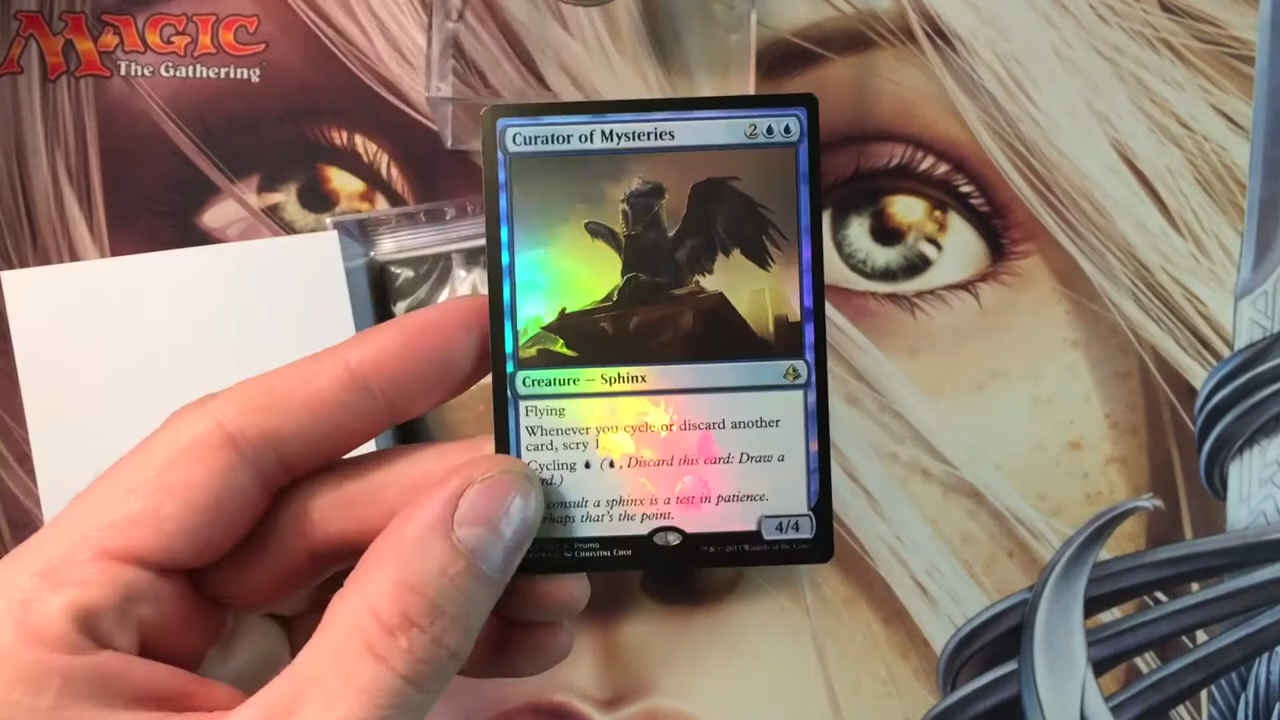 MAGIC
The Gathering
Curator of Mysteries
2
Creature — Sphinx
Flying
Whenever you cycle or discard another
card, scry 1
Cycling (, Discard this card: Draw a
consult a sphinx is a test in patience.
that's the point.
4/4
Promo
CHRISTINE CHOI